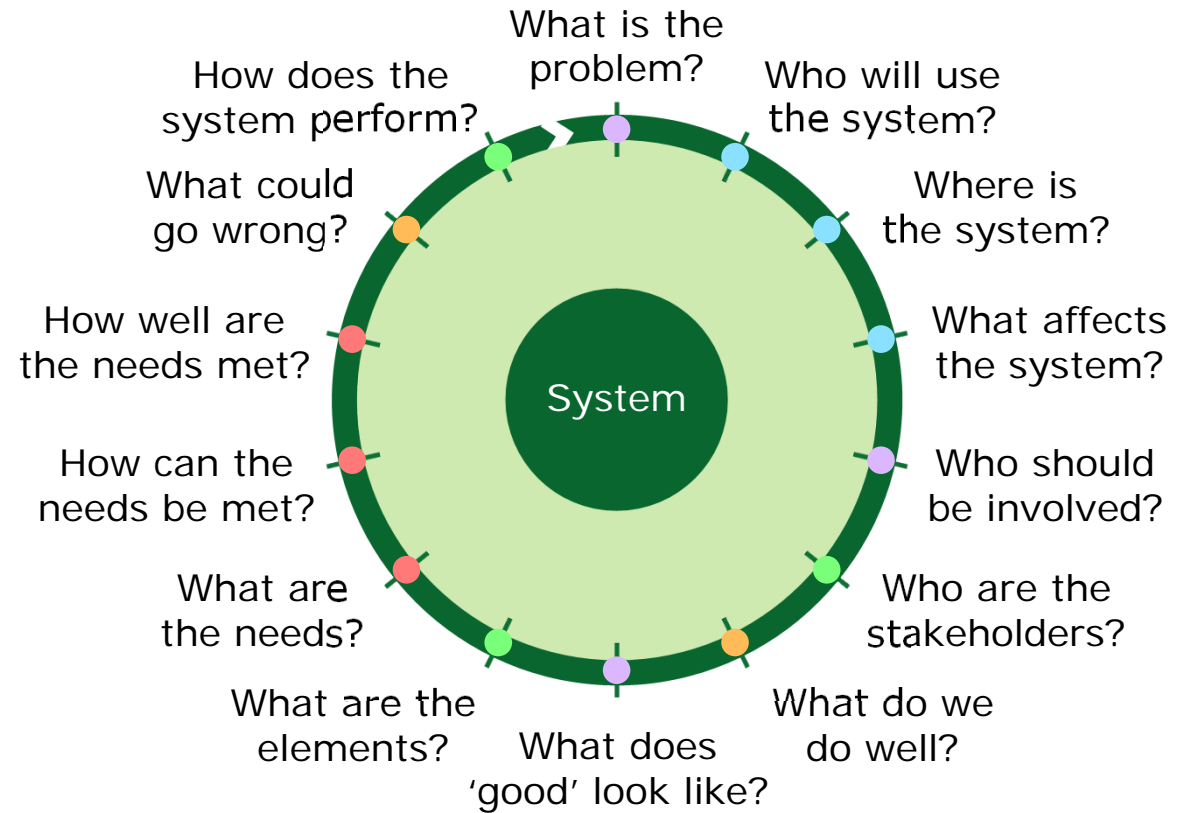 What is the
problem?
Who will use
the system?
Where is
the system?
What affects
the system?
Who should
be involved?
Who are the
stakeholders?
What do we
do well?
What does
‘good’ look like?
What are the
elements?
What are
the needs?
How can the
needs be met?
How well are
the needs met?
What could
go wrong?
How does the
system perform?
System